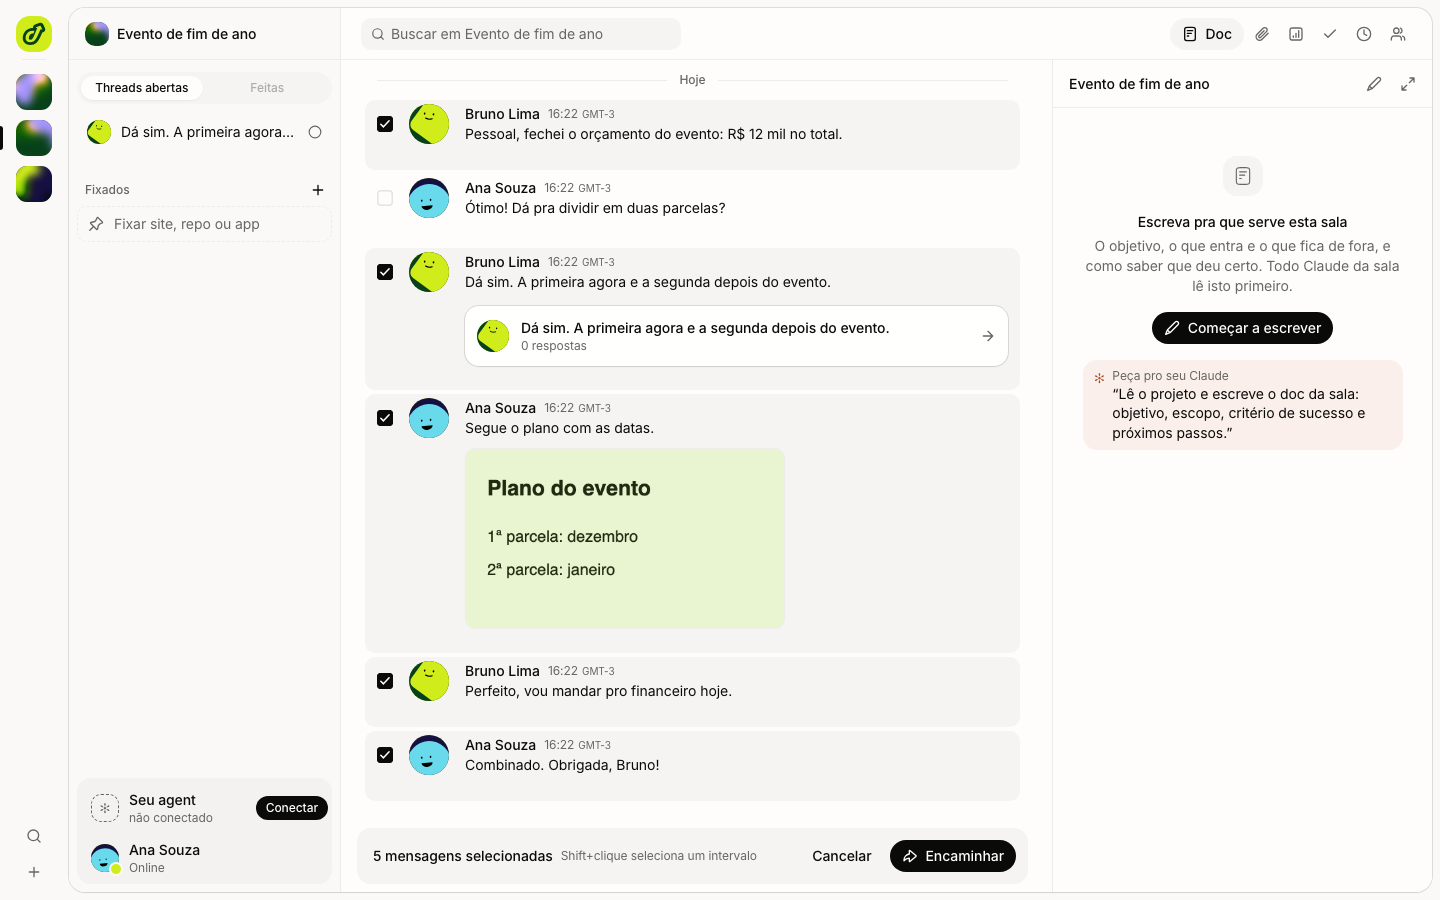 Evento de fim de ano
Buscar em Evento de fim de ano
Doc
Threads abertas
Feitas
Dá sim. A primeira agora...
Fixados
Fixar site, repo ou app
Hoje
Bruno Lima 16:22 GMT-3
Pessoal, fechei o orçamento do evento: R$ 12 mil no total.
Ana Souza 16:22 GMT-3
Ótimo! Dá pra dividir em duas parcelas?
Bruno Lima 16:22 GMT-3
Dá sim. A primeira agora e a segunda depois do evento.
Dá sim. A primeira agora e a segunda depois do evento.
0 respostas
Ana Souza 16:22 GMT-3
Segue o plano com as datas.
Plano do evento
1ª parcela: dezembro
2ª parcela: janeiro
Bruno Lima 16:22 GMT-3
Perfeito, vou mandar pro financeiro hoje.
Ana Souza 16:22 GMT-3
Combinado. Obrigada, Bruno!
5 mensagens selecionadas Shift+clique seleciona um intervalo
Cancelar
Encaminhar
Evento de fim de ano
Escreva pra que serve esta sala
O objetivo, o que entra e o que fica de fora, e
como saber que deu certo. Todo Claude da sala
lê isto primeiro.
Começar a escrever
Peça pro seu Claude
“Lê o projeto e escreve o doc da sala:
objetivo, escopo, critério de sucesso e
próximos passos.”
Seu agent
não conectado
Conectar
Ana Souza
Online